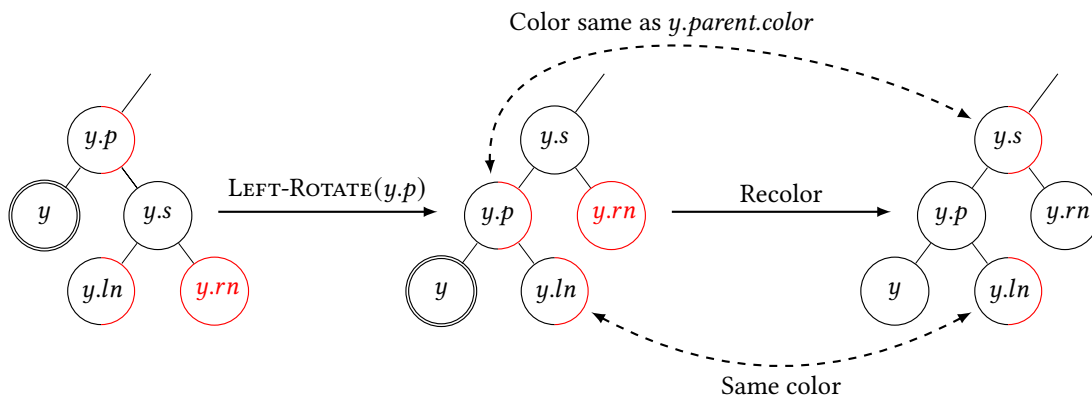 Color same as y.parent.color
y.p
y.s
y.s
y
y.s
LEFT-ROTATE(y.p)
y.p
y.rn
Recolor
y.p
y.rn
y.ln
y.rn
y
y.ln
y
y.ln
Same color